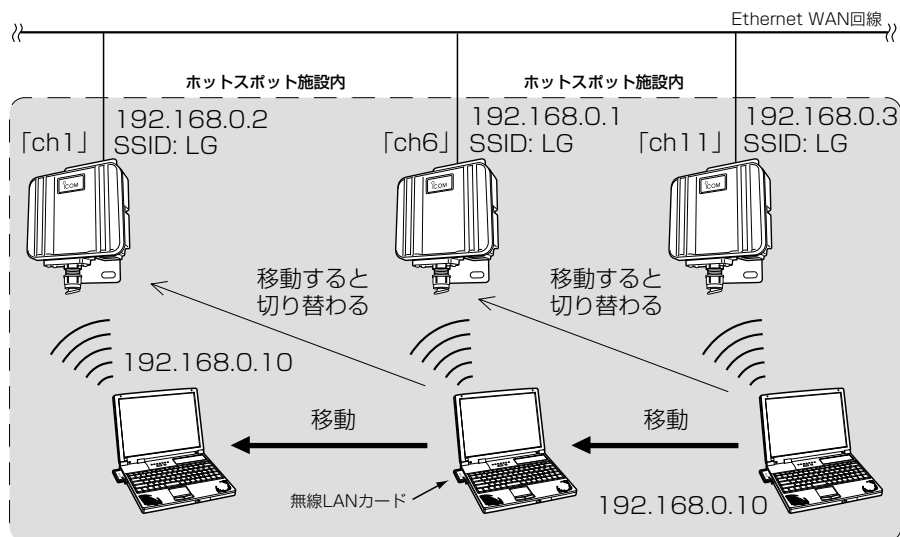 Ethernet WAN回線
ホットスポット施設内
ホットスポット施設内
「ch1」
192.168.0.2
SSID: LG
「ch6」
192.168.0.1
SSID: LG
「ch11」
192.168.0.3
SSID: LG
ICOM
ICOM
ICOM
移動すると
切り替わる
移動すると
切り替わる
192.168.0.10
移動
移動
無線LANカード
192.168.0.10